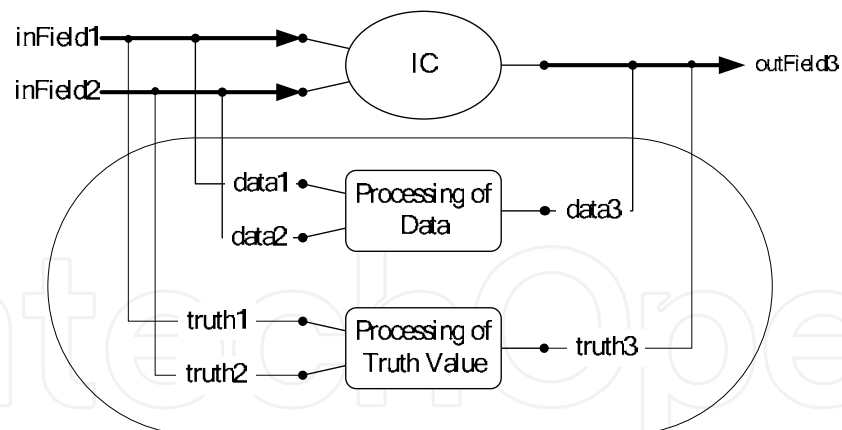 inField1
IC
outField3
inField2
data1
Processing of
Data
data3
data2
truth1
Processing of
Truth Value
truth3
truth2